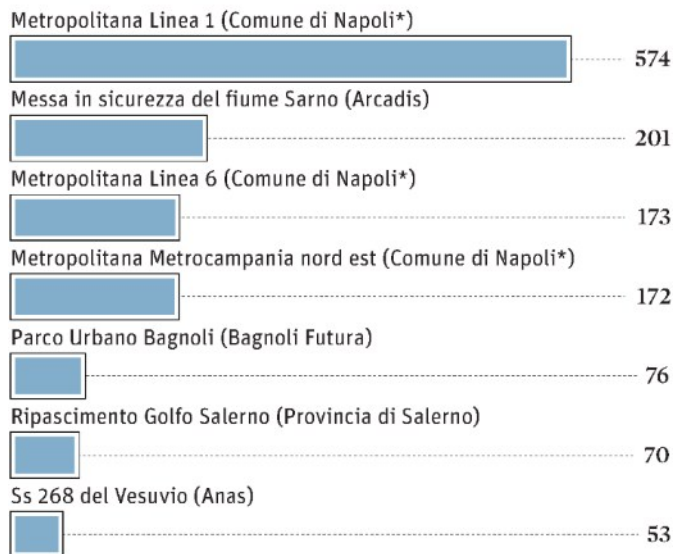 Metropolitana Linea 1 (Comune di Napoli*)
574
Messa in sicurezza del fiume Sarno (Arcadis)
201
Metropolitana Linea 6 (Comune di Napoli*)
173
Metropolitana Metrocampania nord est (Comune di Napoli*)
172
Parco Urbano Bagnoli (Bagnoli Futura)
76
Ripascimento Golfo Salerno (Provincia di Salerno)
70
Ss 268 del Vesuvio (Anas)
53